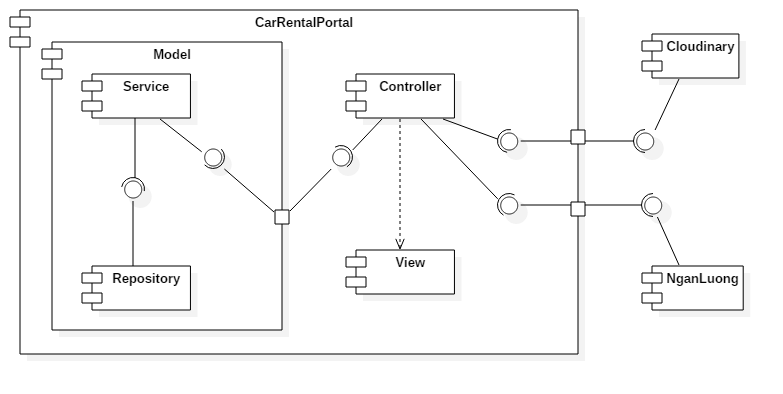 CarRentalPortal
Model
Cloudinary
Service
Controller
View
Repository
NganLuong